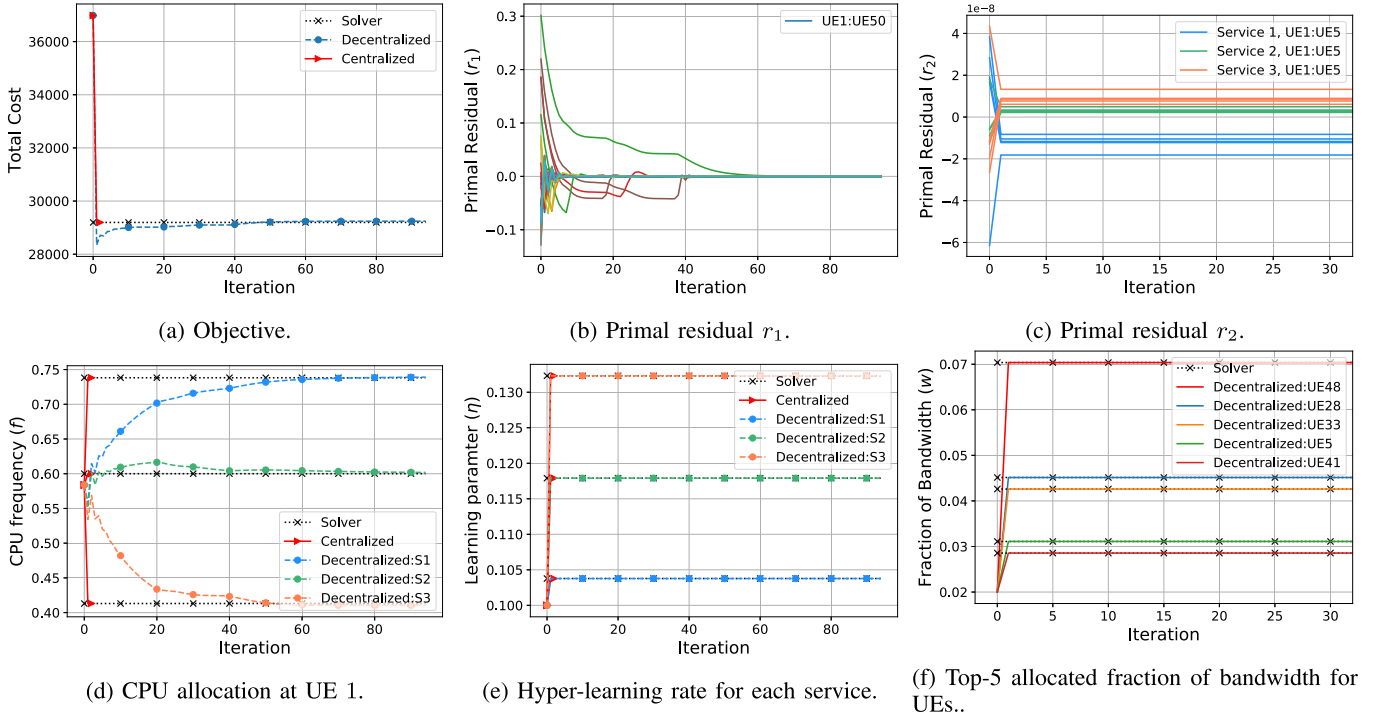 Total Cost
36000
34000
32000
30000
28000
0
20
40
60
80
Iteration
Solver
Decentralized
Centralized
(a) Objective.
Primal Residual (r₁)
0.3
0.2
0.1
0.0
−0.1
0
20
40
60
80
Iteration
UE1:UE50
(b) Primal residual r₁.
1e−8
Primal Residual (r₂)
4
2
0
−2
−4
−6
0
5
10
15
20
25
30
Iteration
Service 1, UE1:UE5
Service 2, UE1:UE5
Service 3, UE1:UE5
(c) Primal residual r₂.
CPU frequency (f)
0.75
0.70
0.65
0.60
0.55
0.50
0.45
0.40
0
20
40
60
80
Iteration
Solver
Centralized
Decentralized:S1
Decentralized:S2
Decentralized:S3
(d) CPU allocation at UE 1.
Learning paramter (η)
0.130
0.125
0.120
0.115
0.110
0.105
0.100
0
20
40
60
80
Iteration
Solver
Centralized
Decentralized:S1
Decentralized:S2
Decentralized:S3
(e) Hyper-learning rate for each service.
Fraction of Bandwidth (w)
0.07
0.06
0.05
0.04
0.03
0.02
0
5
10
15
20
25
30
Iteration
Solver
Decentralized:UE48
Decentralized:UE28
Decentralized:UE33
Decentralized:UE5
Decentralized:UE41
(f) Top-5 allocated fraction of bandwidth for
UEs..